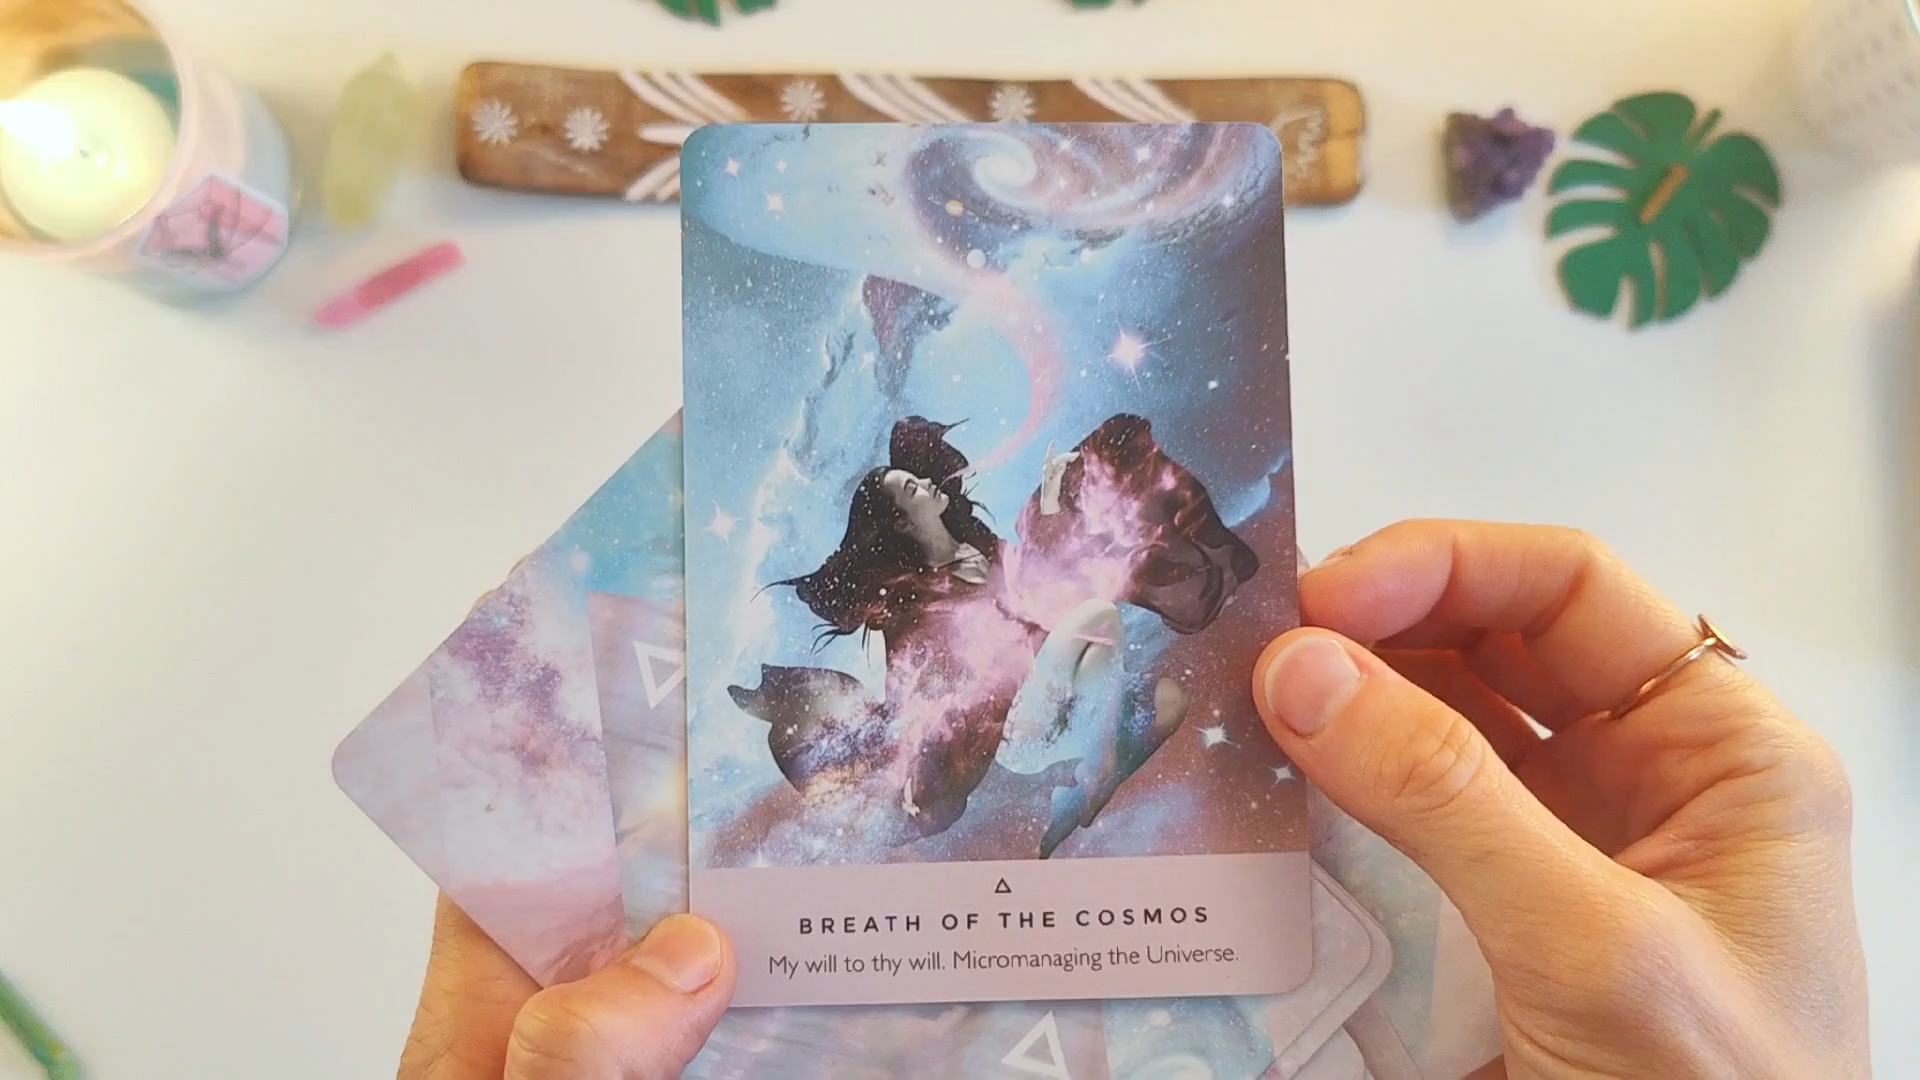 BREATH OF THE COSMOS
My will to thy will. Micromanaging the Universe.